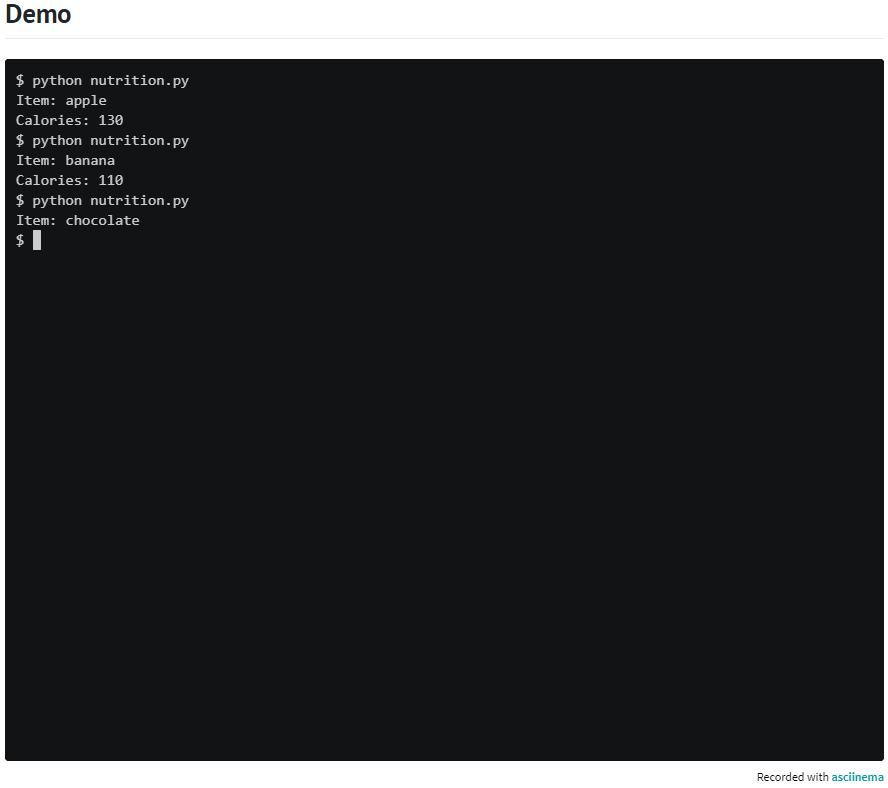 Demo
$ python nutrition.py
Item: apple
Calories: 130
$ python nutrition.py
Item: banana
Calories: 110
$ python nutrition.py
Item: chocolate
$
Recorded with asciinema